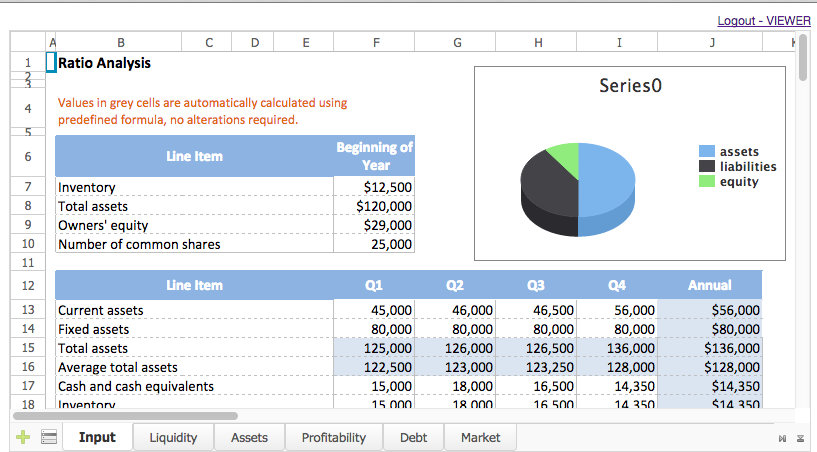 Logout - VIEWER
A B C D E F G H I J K
1 Ratio Analysis
2
3
Series0
4 Values in grey cells are automatically calculated using
predefined formula, no alterations required.
5
assets
liabilities
equity
6 Line Item Beginning of
Year
7 Inventory $12,500
8 Total assets $120,000
9 Owners' equity $29,000
10 Number of common shares 25,000
11
12 Line Item Q1 Q2 Q3 Q4 Annual
13 Current assets 45,000 46,000 46,500 56,000 $56,000
14 Fixed assets 80,000 80,000 80,000 80,000 $80,000
15 Total assets 125,000 126,000 126,500 136,000 $136,000
16 Average total assets 122,500 123,000 123,250 128,000 $128,000
17 Cash and cash equivalents 15,000 18,000 16,500 14,350 $14,350
18 Inventory 15,000 18,000 16,500 14,350 $14,350
Input Liquidity Assets Profitability Debt Market